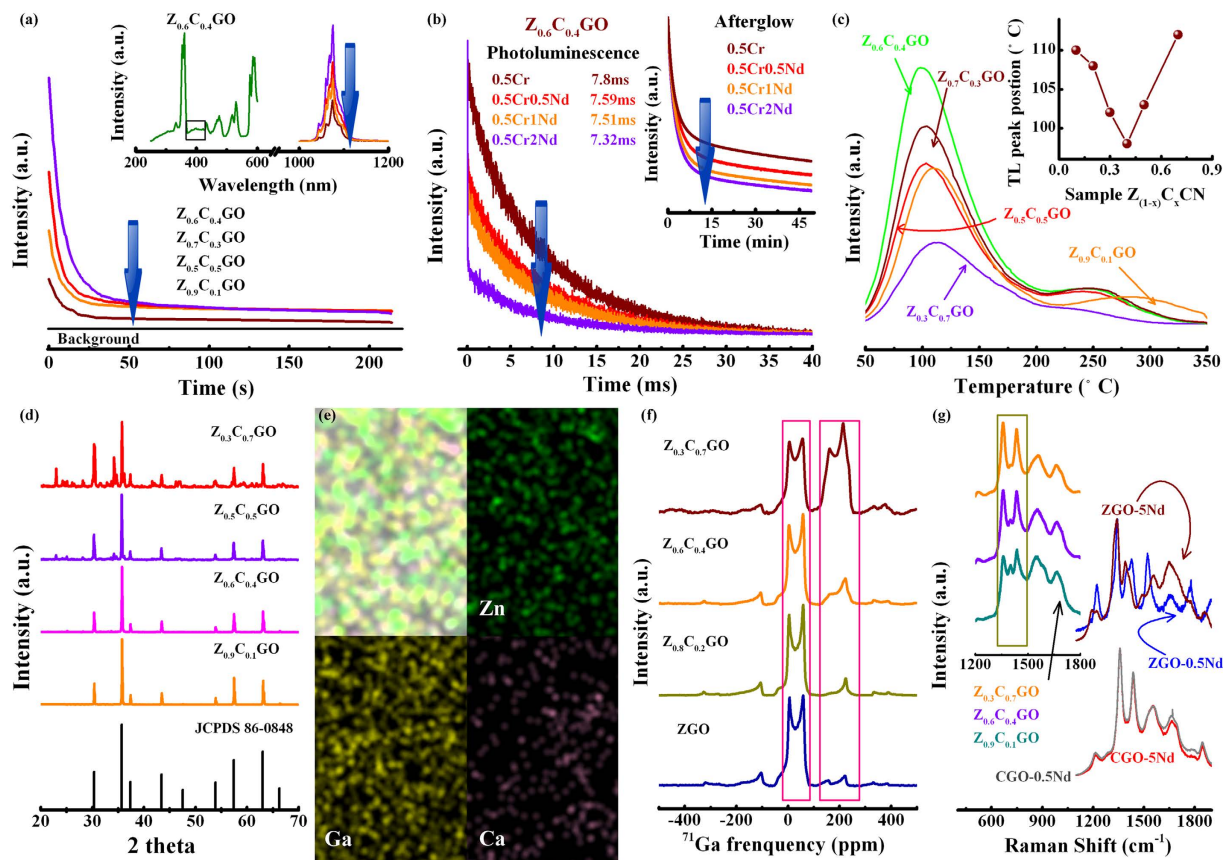 (a)
Z0.6C0.4GO
Intensity (a.u.)
200 400 600 1000 1200
Wavelength (nm)
Intensity (a.u.)
Z0.6C0.4GO
Z0.7C0.3GO
Z0.5C0.5GO
Z0.9C0.1GO
Background
0 50 100 150 200
Time (s)
(b)
Z0.6C0.4GO
Photoluminescence
0.5Cr 7.8ms
0.5Cr0.5Nd 7.59ms
0.5Cr1Nd 7.51ms
0.5Cr2Nd 7.32ms
Intensity (a.u.)
Afterglow
0.5Cr
0.5Cr0.5Nd
0.5Cr1Nd
0.5Cr2Nd
Intensity (a.u.)
0 15 30 45
Time (min)
0 5 10 15 20 25 30 35 40
Time (ms)
(c)
Z0.6C0.4GO
Z0.7C0.3GO
Z0.5C0.5GO
Z0.9C0.1GO
Z0.3C0.7GO
Intensity (a.u.)
TL peak postion(° C)
110
105
100
0.0 0.3 0.6 0.9
Sample Z(1-x)CxCN
50 100 150 200 250 300 350
Temperature (° C)
(d)
Z0.3C0.7GO
Z0.5C0.5GO
Z0.6C0.4GO
Z0.9C0.1GO
JCPDS 86-0848
Intensity (a.u.)
20 30 40 50 60 70
2 theta
(e)
Zn
Ga
Ca
(f)
Z0.3C0.7GO
Z0.6C0.4GO
Z0.8C0.2GO
ZGO
Intensity (a.u.)
-400 -200 0 200 400
71Ga frenquency (ppm)
(g)
Intensity (a.u.)
1200 1400 1600 1800
Z0.3C0.7GO
Z0.6C0.4GO
Z0.9C0.1GO
ZGO-5Nd
ZGO-0.5Nd
CGO-5Nd
CGO-0.5Nd
600 900 1200 1500 1800
Raman Shift (cm-1)